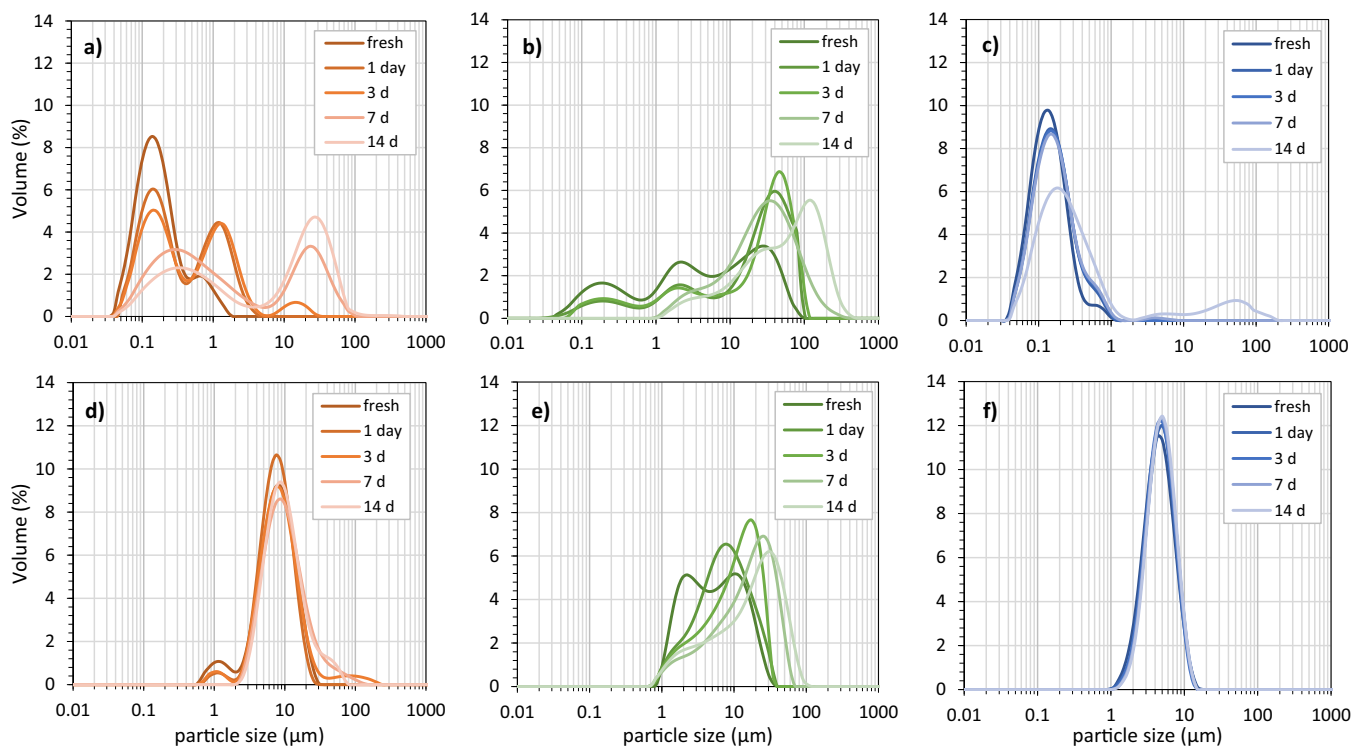 a)
14
12
10
8
6
4
2
0
Volume (%)
fresh
1 day
3 d
7 d
14 d
0.01 0.1 1 10 100 1000
b)
14
12
10
8
6
4
2
0
fresh
1 day
3 d
7 d
14 d
0.01 0.1 1 10 100 1000
c)
14
12
10
8
6
4
2
0
fresh
1 day
3 d
7 d
14 d
0.01 0.1 1 10 100 1000
d)
14
12
10
8
6
4
2
0
Volume (%)
fresh
1 day
3 d
7 d
14 d
0.01 0.1 1 10 100 1000
particle size (μm)
e)
14
12
10
8
6
4
2
0
fresh
1 day
3 d
7 d
14 d
0.01 0.1 1 10 100 1000
particle size (μm)
f)
14
12
10
8
6
4
2
0
fresh
1 day
3 d
7 d
14 d
0.01 0.1 1 10 100 1000
particle size (μm)